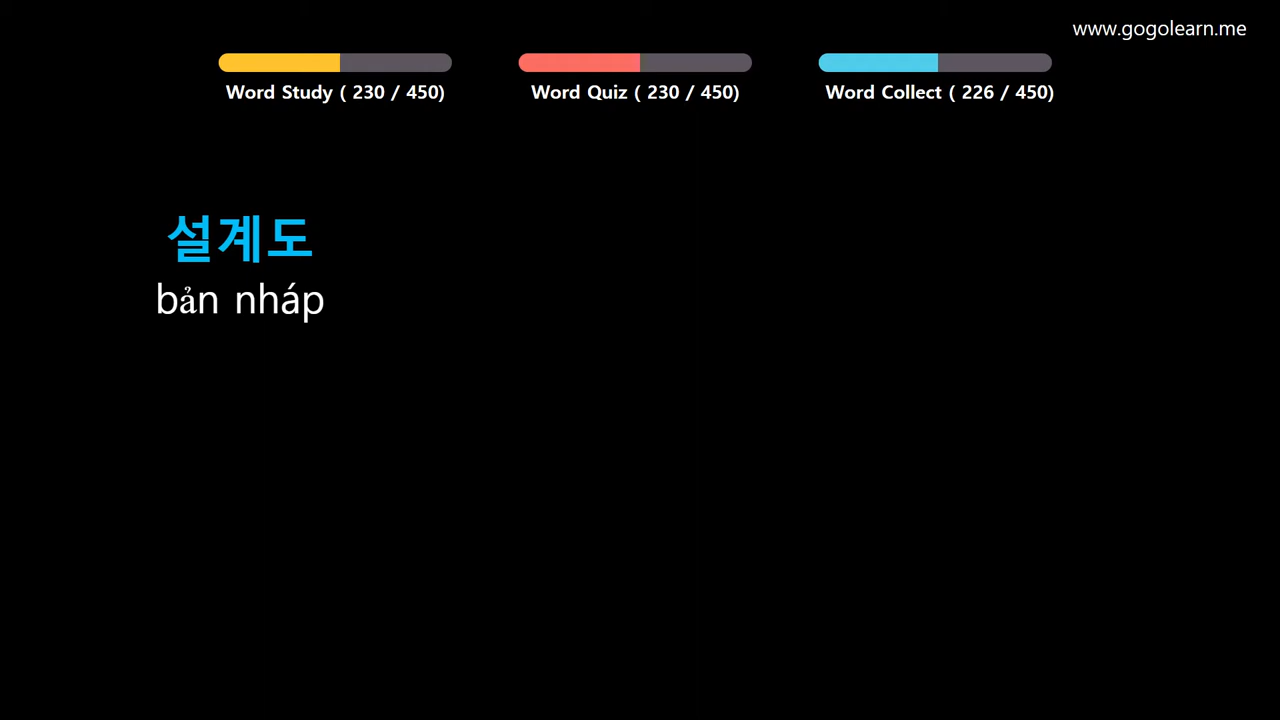 www.gogolearn.me
Word Study ( 230 / 450)
Word Quiz ( 230 / 450)
Word Collect ( 226 / 450)
설계도
bản nháp